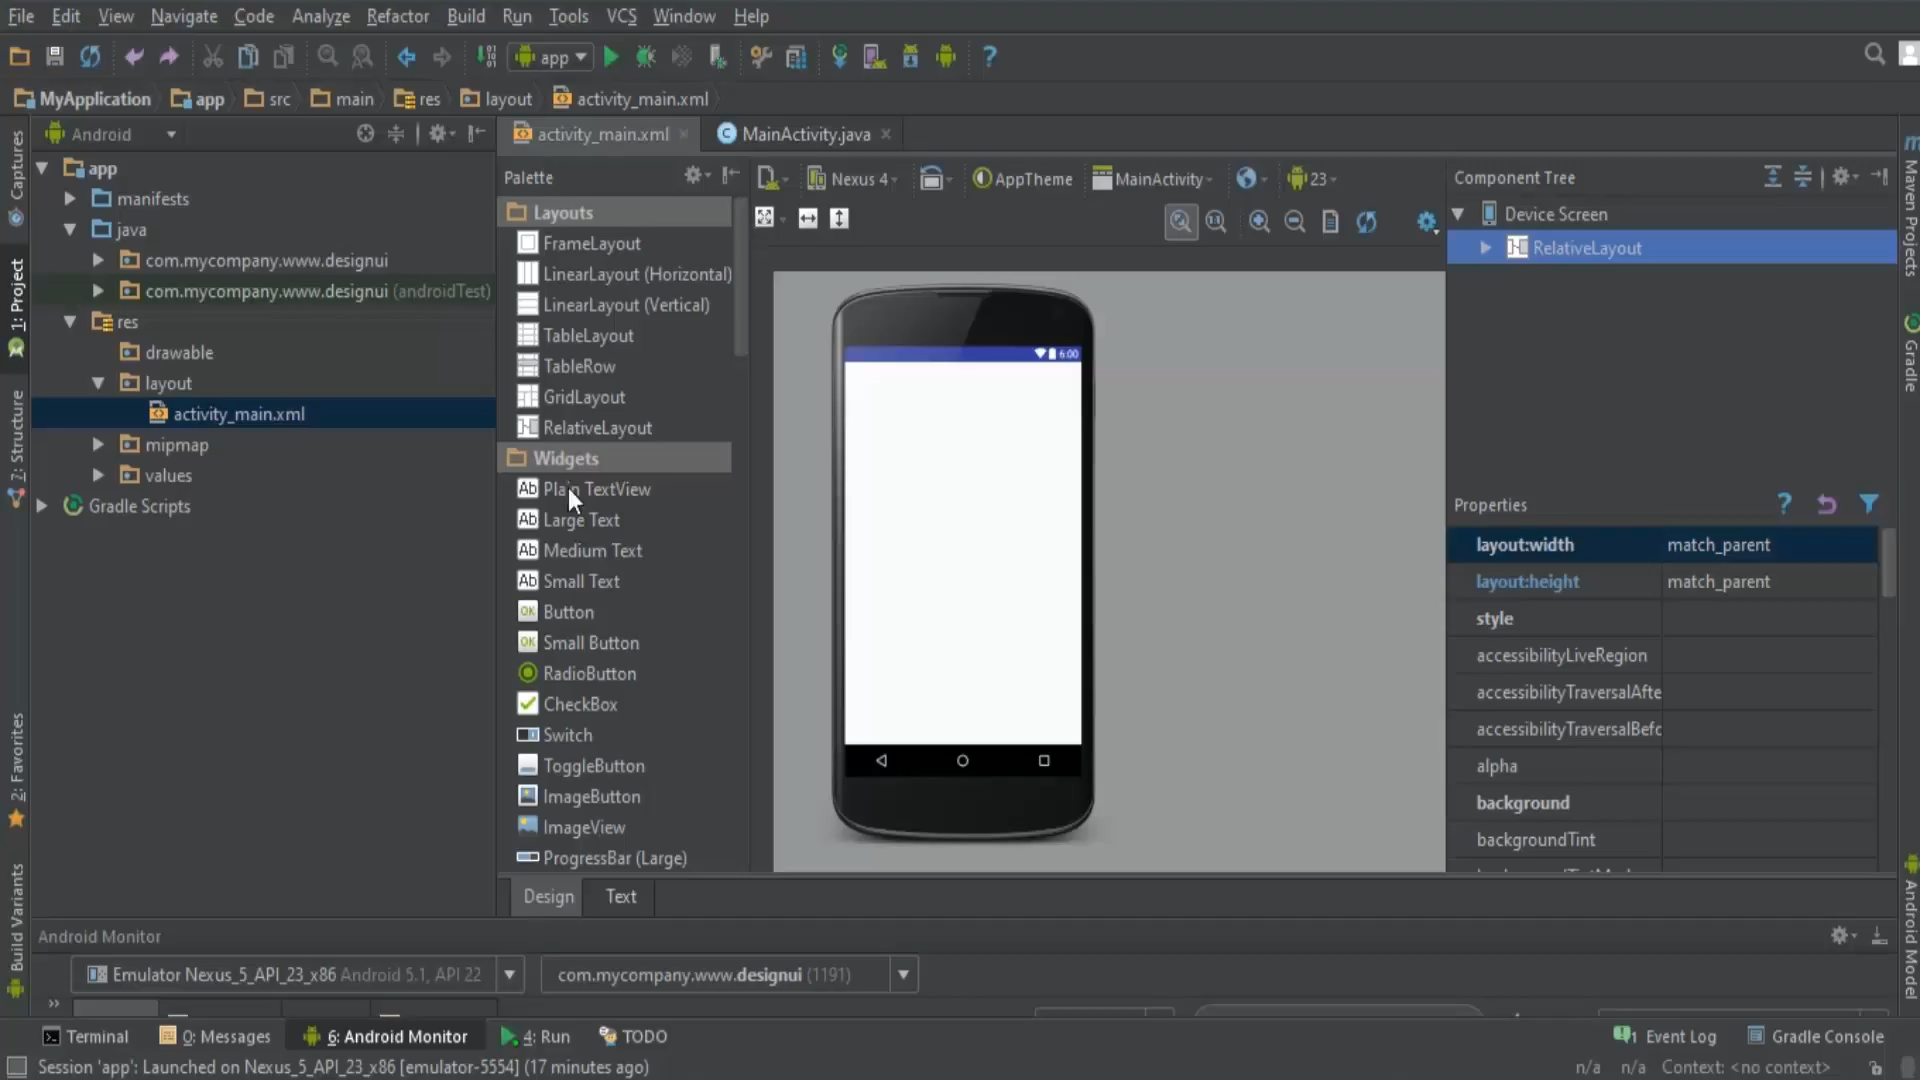 File Edit View Navigate Code Analyze Refactor Build Run Tools VCS Window Help
app
MyApplication app src main res layout activity_main.xml
Android
activity_main.xml MainActivity.java
Captures
1: Project
7: Structure
2: Favorites
Build Variants
app
manifests
java
com.mycompany.www.designui
com.mycompany.www.designui (androidTest)
res
drawable
layout
activity_main.xml
mipmap
values
Gradle Scripts
Palette
Layouts
FrameLayout
LinearLayout (Horizontal)
LinearLayout (Vertical)
TableLayout
TableRow
GridLayout
RelativeLayout
Widgets
Plain TextView
Large Text
Medium Text
Small Text
Button
Small Button
RadioButton
CheckBox
Switch
ToggleButton
ImageButton
ImageView
ProgressBar (Large)
Nexus 4 AppTheme MainActivity 23
6:00
Design Text
Component Tree
Device Screen
RelativeLayout
Properties
layout:width match_parent
layout:height match_parent
style
accessibilityLiveRegion
accessibilityTraversalAfte
accessibilityTraversalBefo
alpha
background
backgroundTint
Maven Projects
Gradle
Android Model
Android Monitor
Emulator Nexus_5_API_23_x86 Android 5.1, API 22
com.mycompany.www.designui (1191)
Terminal 0: Messages 6: Android Monitor 4: Run TODO
Event Log Gradle Console
Session 'app': Launched on Nexus_5_API_23_x86 [emulator-5554] (17 minutes ago)
n/a n/a Context: <no context>